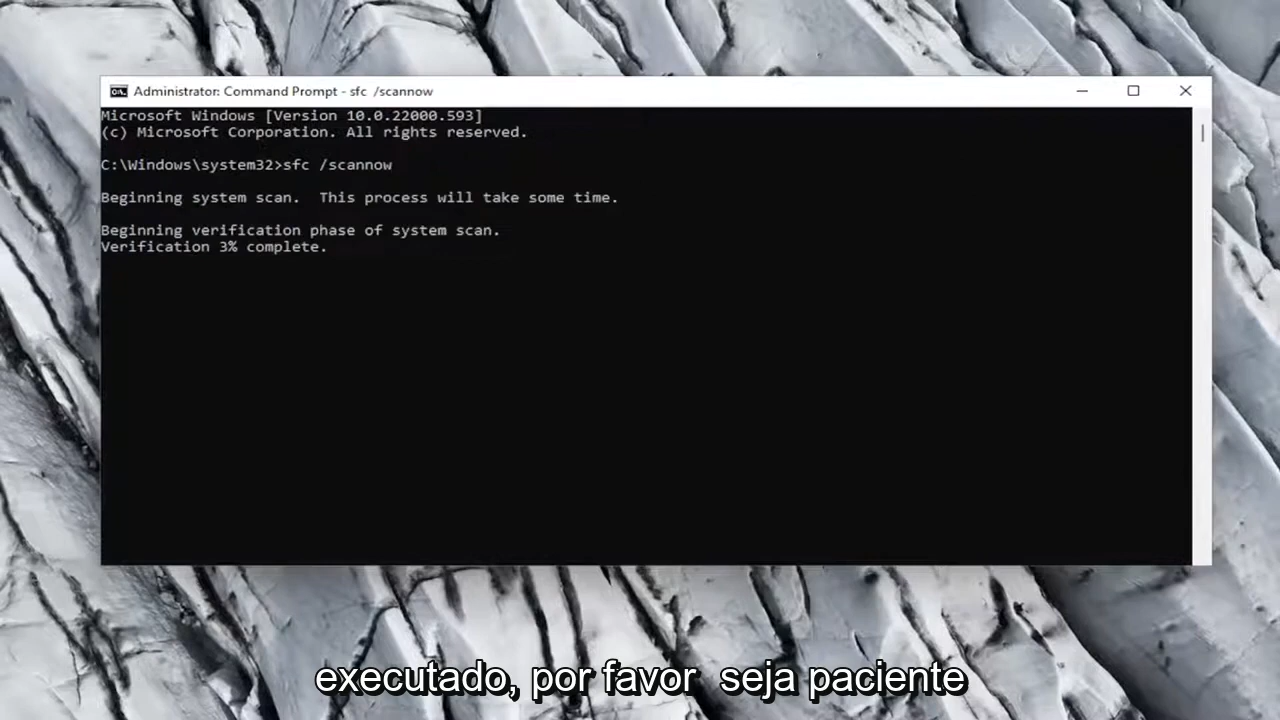 Administrator: Command Prompt - sfc /scannow
Microsoft Windows [Version 10.0.22000.593]
(c) Microsoft Corporation. All rights reserved.
C:\Windows\system32>sfc /scannow
Beginning system scan.  This process will take some time.
Beginning verification phase of system scan.
Verification 3% complete.
executado, por favor  seja paciente